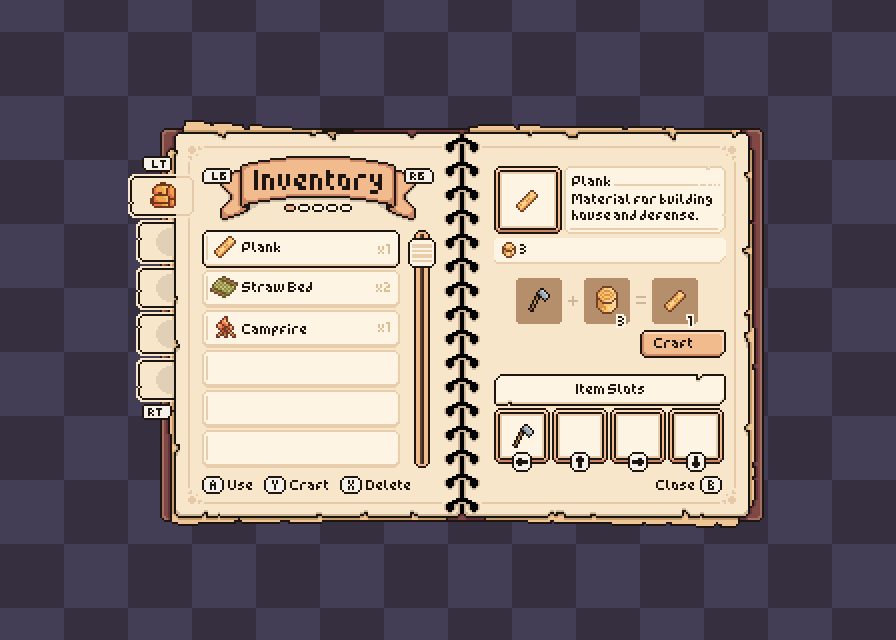 LT
LB Inventory RB
Plank x1
Straw Bed x2
Campfire x1
RT
A Use Y Craft X Delete
Plank
Material for building
house and defense.
3
+ 3 = 1
Craft
Item Slots
Close B